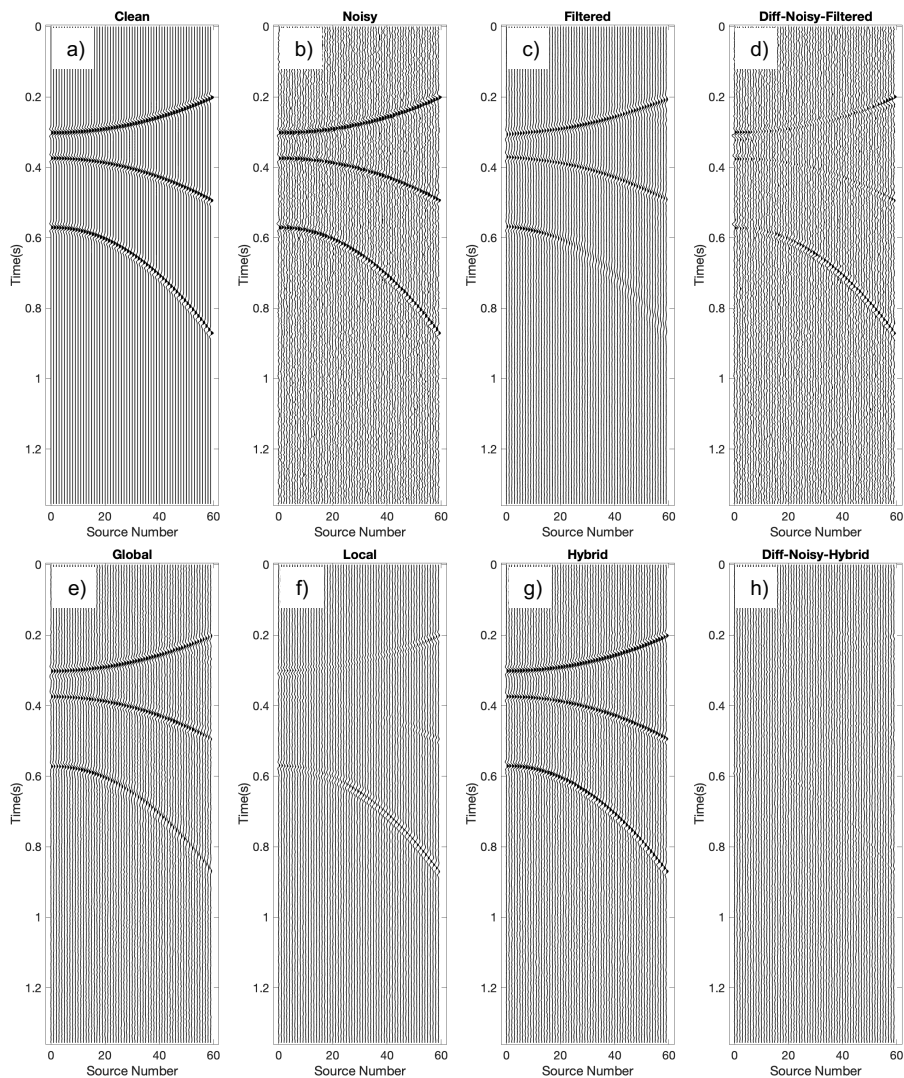 Clean
a)
0
0.2
0.4
0.6
0.8
1
1.2
Time(s)
0 20 40 60
Source Number
Noisy
b)
0
0.2
0.4
0.6
0.8
1
1.2
Time(s)
0 20 40 60
Source Number
Filtered
c)
0
0.2
0.4
0.6
0.8
1
1.2
Time(s)
0 20 40 60
Source Number
Diff-Noisy-Filtered
d)
0
0.2
0.4
0.6
0.8
1
1.2
Time(s)
0 20 40 60
Source Number
Global
e)
0
0.2
0.4
0.6
0.8
1
1.2
Time(s)
0 20 40 60
Source Number
Local
f)
0
0.2
0.4
0.6
0.8
1
1.2
Time(s)
0 20 40 60
Source Number
Hybrid
g)
0
0.2
0.4
0.6
0.8
1
1.2
Time(s)
0 20 40 60
Source Number
Diff-Noisy-Hybrid
h)
0
0.2
0.4
0.6
0.8
1
1.2
Time(s)
0 20 40 60
Source Number